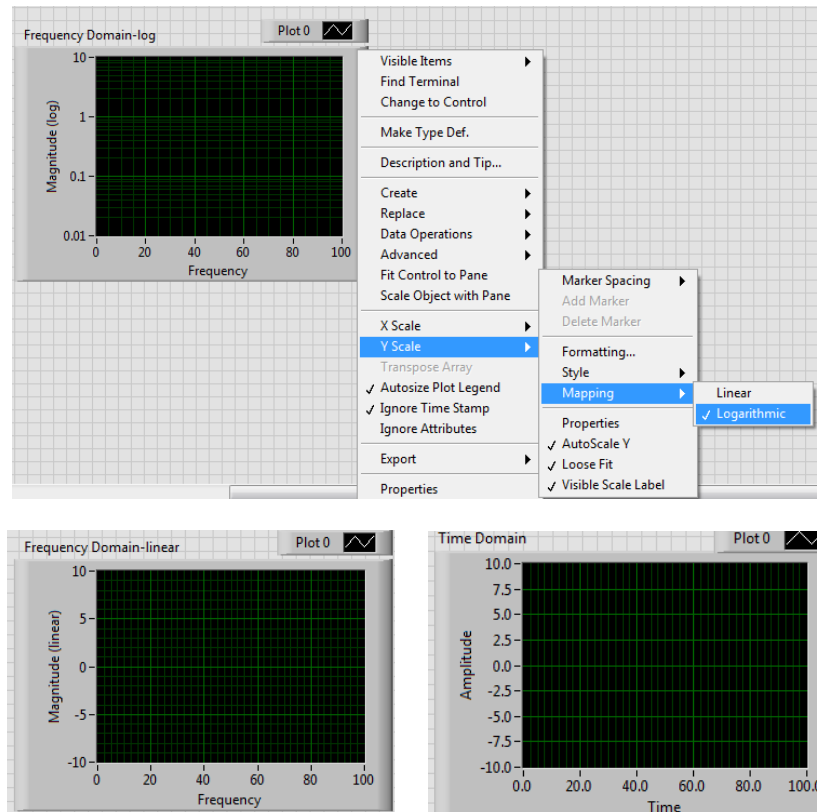 Frequency Domain-log
Plot 0
10
1
0.1
0.01
Magnitude (log)
0 20 40 60 80 100
Frequency
Visible Items
Find Terminal
Change to Control
Make Type Def.
Description and Tip...
Create
Replace
Data Operations
Advanced
Fit Control to Pane
Scale Object with Pane
X Scale
Y Scale
Transpose Array
Autosize Plot Legend
Ignore Time Stamp
Ignore Attributes
Export
Properties
Marker Spacing
Add Marker
Delete Marker
Formatting...
Style
Mapping
Properties
AutoScale Y
Loose Fit
Visible Scale Label
Linear
Logarithmic
Frequency Domain-linear
Plot 0
10
5
0
-5
-10
Magnitude (linear)
0 20 40 60 80 100
Frequency
Time Domain
Plot 0
10.0
7.5
5.0
2.5
0.0
-2.5
-5.0
-7.5
-10.0
Amplitude
0.0 20.0 40.0 60.0 80.0 100.0
Time